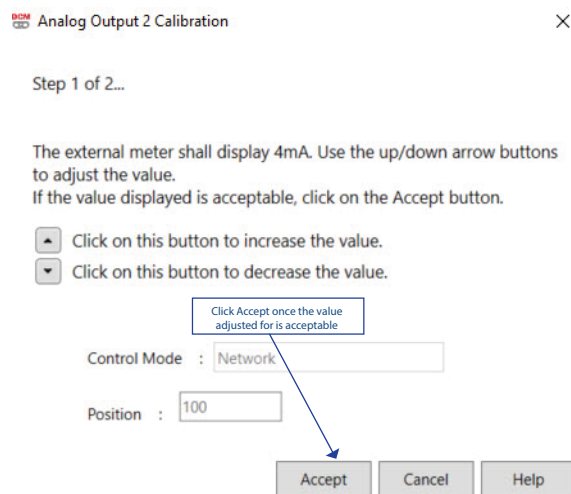 DCM Analog Output 2 Calibration
Step 1 of 2...
The external meter shall display 4mA. Use the up/down arrow buttons
to adjust the value.
If the value displayed is acceptable, click on the Accept button.
Click on this button to increase the value.
Click on this button to decrease the value.
Click Accept once the value
adjusted for is acceptable
Control Mode : Network
Position : 100
Accept Cancel Help